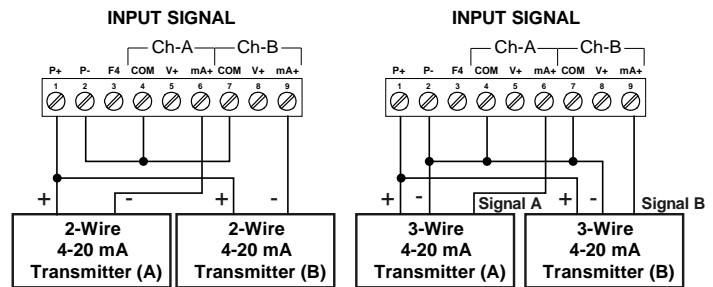 INPUT SIGNAL
Ch-A Ch-B
P+ P- F4 COM V+ mA+ COM V+ mA+
1 2 3 4 5 6 7 8 9
+ - + -
2-Wire
4-20 mA
Transmitter (A)
2-Wire
4-20 mA
Transmitter (B)
INPUT SIGNAL
Ch-A Ch-B
P+ P- F4 COM V+ mA+ COM V+ mA+
1 2 3 4 5 6 7 8 9
+ - Signal A + - Signal B
3-Wire
4-20 mA
Transmitter (A)
3-Wire
4-20 mA
Transmitter (B)